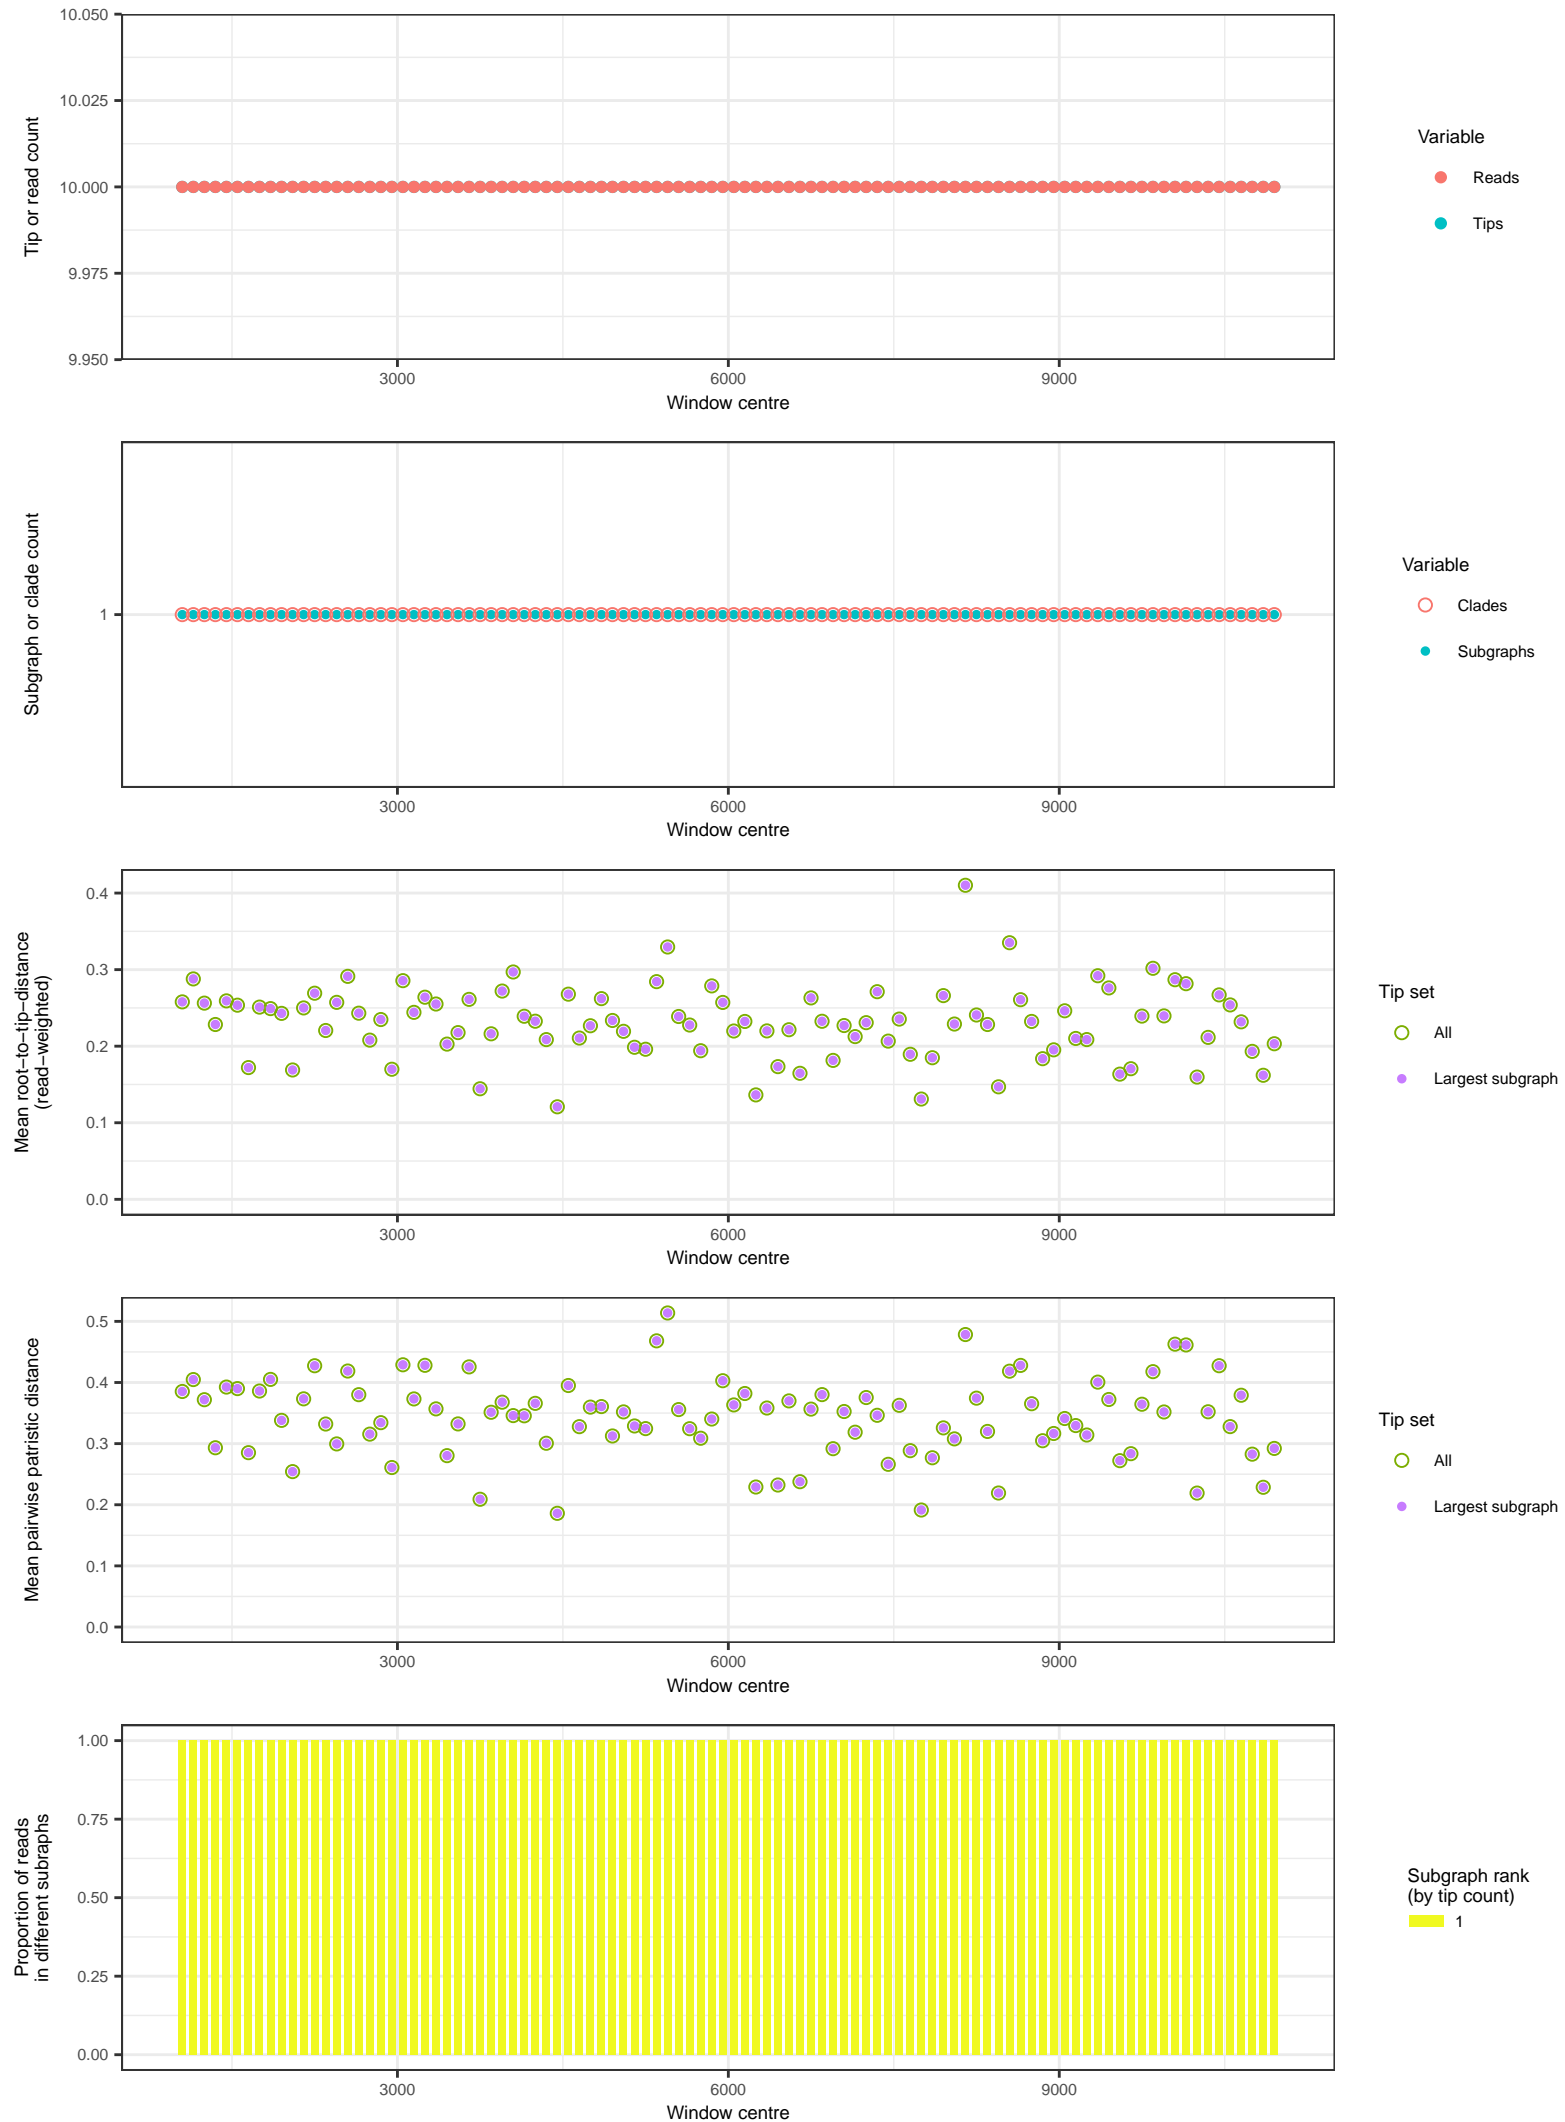 10.050
10.025
10.000
9.975
9.950
Tip or read count
3000 6000 9000
Window centre
Variable
Reads
Tips
1
Subgraph or clade count
3000 6000 9000
Window centre
Variable
Clades
Subgraphs
0.4
0.3
0.2
0.1
0.0
Mean root−to−tip−distance
(read−weighted)
3000 6000 9000
Window centre
Tip set
All
Largest subgraph
0.5
0.4
0.3
0.2
0.1
0.0
Mean pairwise patristic distance
3000 6000 9000
Window centre
Tip set
All
Largest subgraph
1.00
0.75
0.50
0.25
0.00
Proportion of reads
in different subraphs
3000 6000 9000
Window centre
Subgraph rank
(by tip count)
1